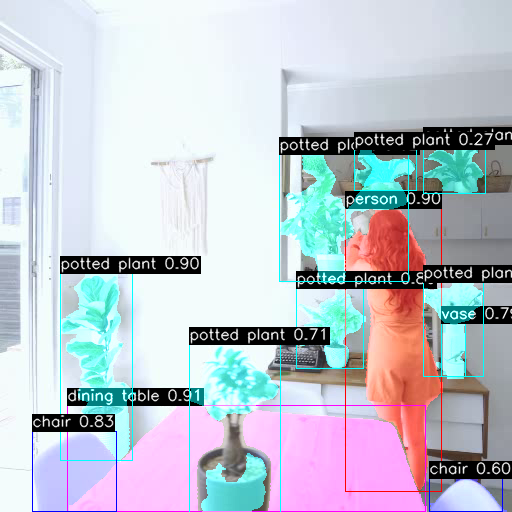 potted plant 0.27
potted pl
person 0.90
potted plant 0.90
potted plant 0.8
potted plan
vase 0.79
potted plant 0.71
dining table 0.91
chair 0.83
chair 0.60